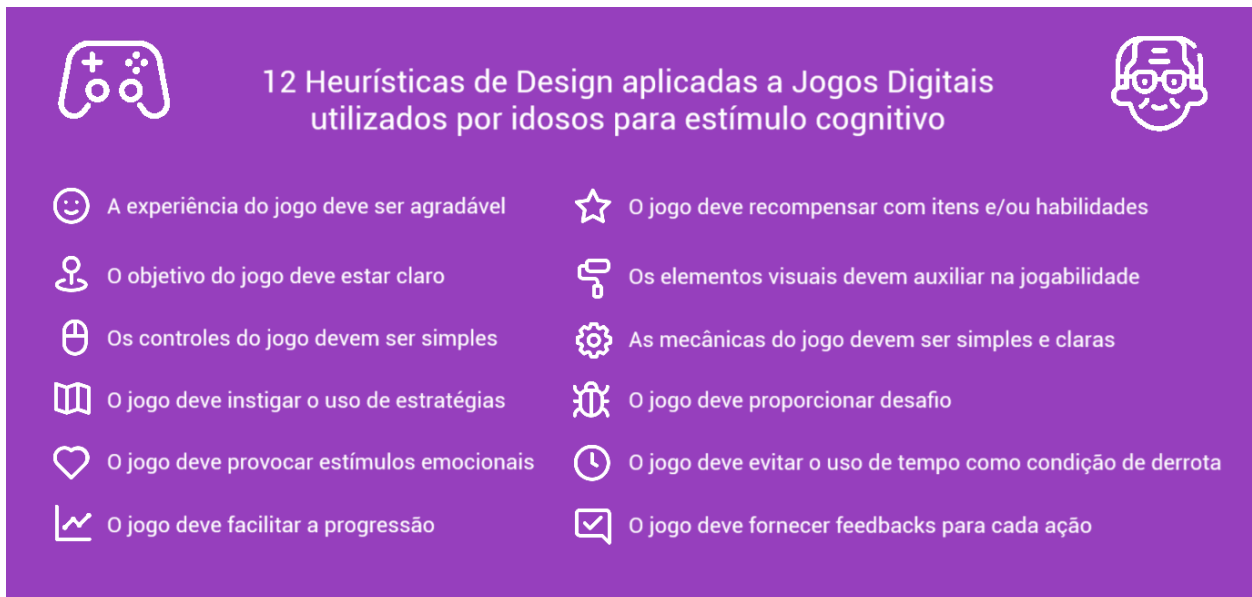 12 Heurísticas de Design aplicadas a Jogos Digitais
utilizados por idosos para estímulo cognitivo
A experiência do jogo deve ser agradável
O objetivo do jogo deve estar claro
Os controles do jogo devem ser simples
O jogo deve instigar o uso de estratégias
O jogo deve provocar estímulos emocionais
O jogo deve facilitar a progressão
O jogo deve recompensar com itens e/ou habilidades
Os elementos visuais devem auxiliar na jogabilidade
As mecânicas do jogo devem ser simples e claras
O jogo deve proporcionar desafio
O jogo deve evitar o uso de tempo como condição de derrota
O jogo deve fornecer feedbacks para cada ação